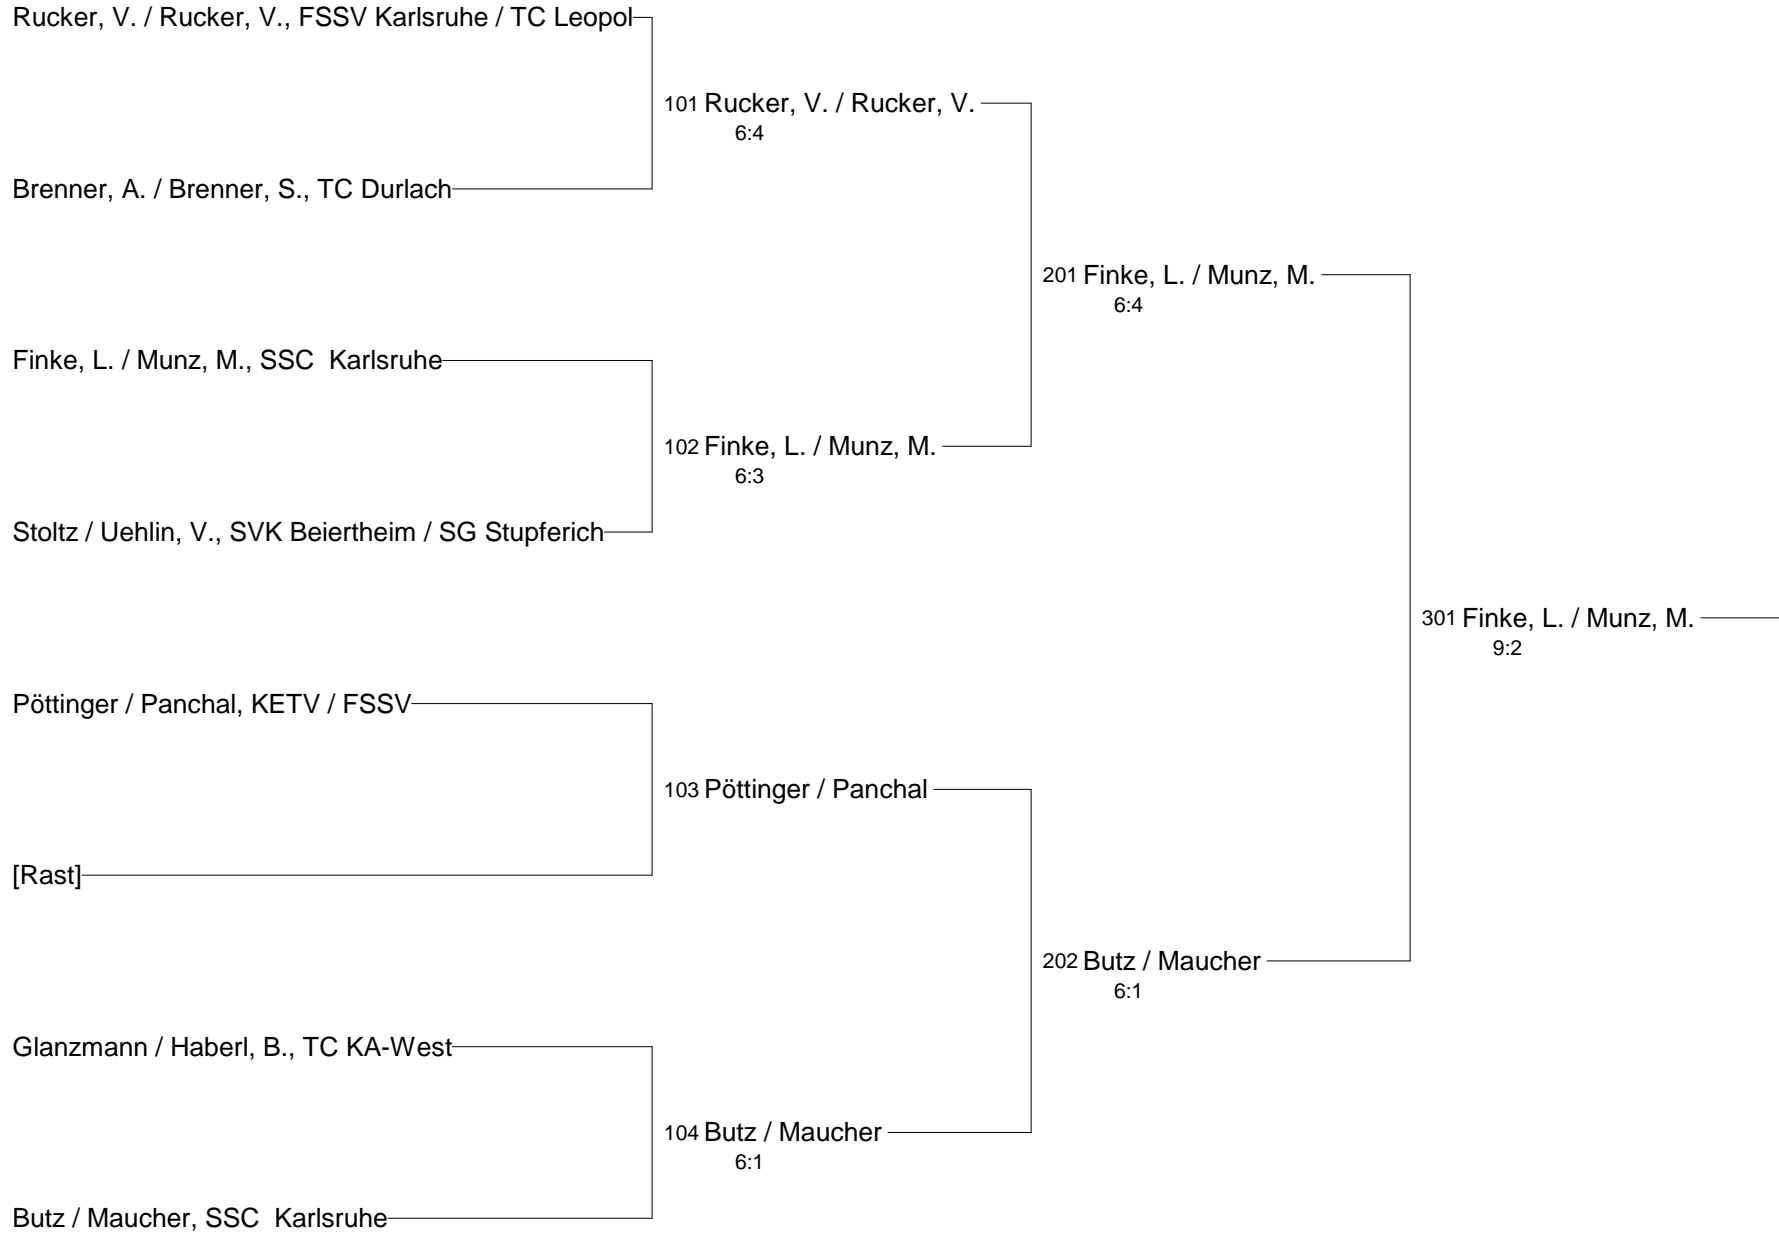 Rucker, V. / Rucker, V., FSSV Karlsruhe / TC Leopol
101 Rucker, V. / Rucker, V.
6:4
Brenner, A. / Brenner, S., TC Durlach
201 Finke, L. / Munz, M.
6:4
Finke, L. / Munz, M., SSC  Karlsruhe
102 Finke, L. / Munz, M.
6:3
Stoltz / Uehlin, V., SVK Beiertheim / SG Stupferich
301 Finke, L. / Munz, M.
9:2
Pöttinger / Panchal, KETV / FSSV
103 Pöttinger / Panchal
[Rast]
202 Butz / Maucher
6:1
Glanzmann / Haberl, B., TC KA-West
104 Butz / Maucher
6:1
Butz / Maucher, SSC  Karlsruhe